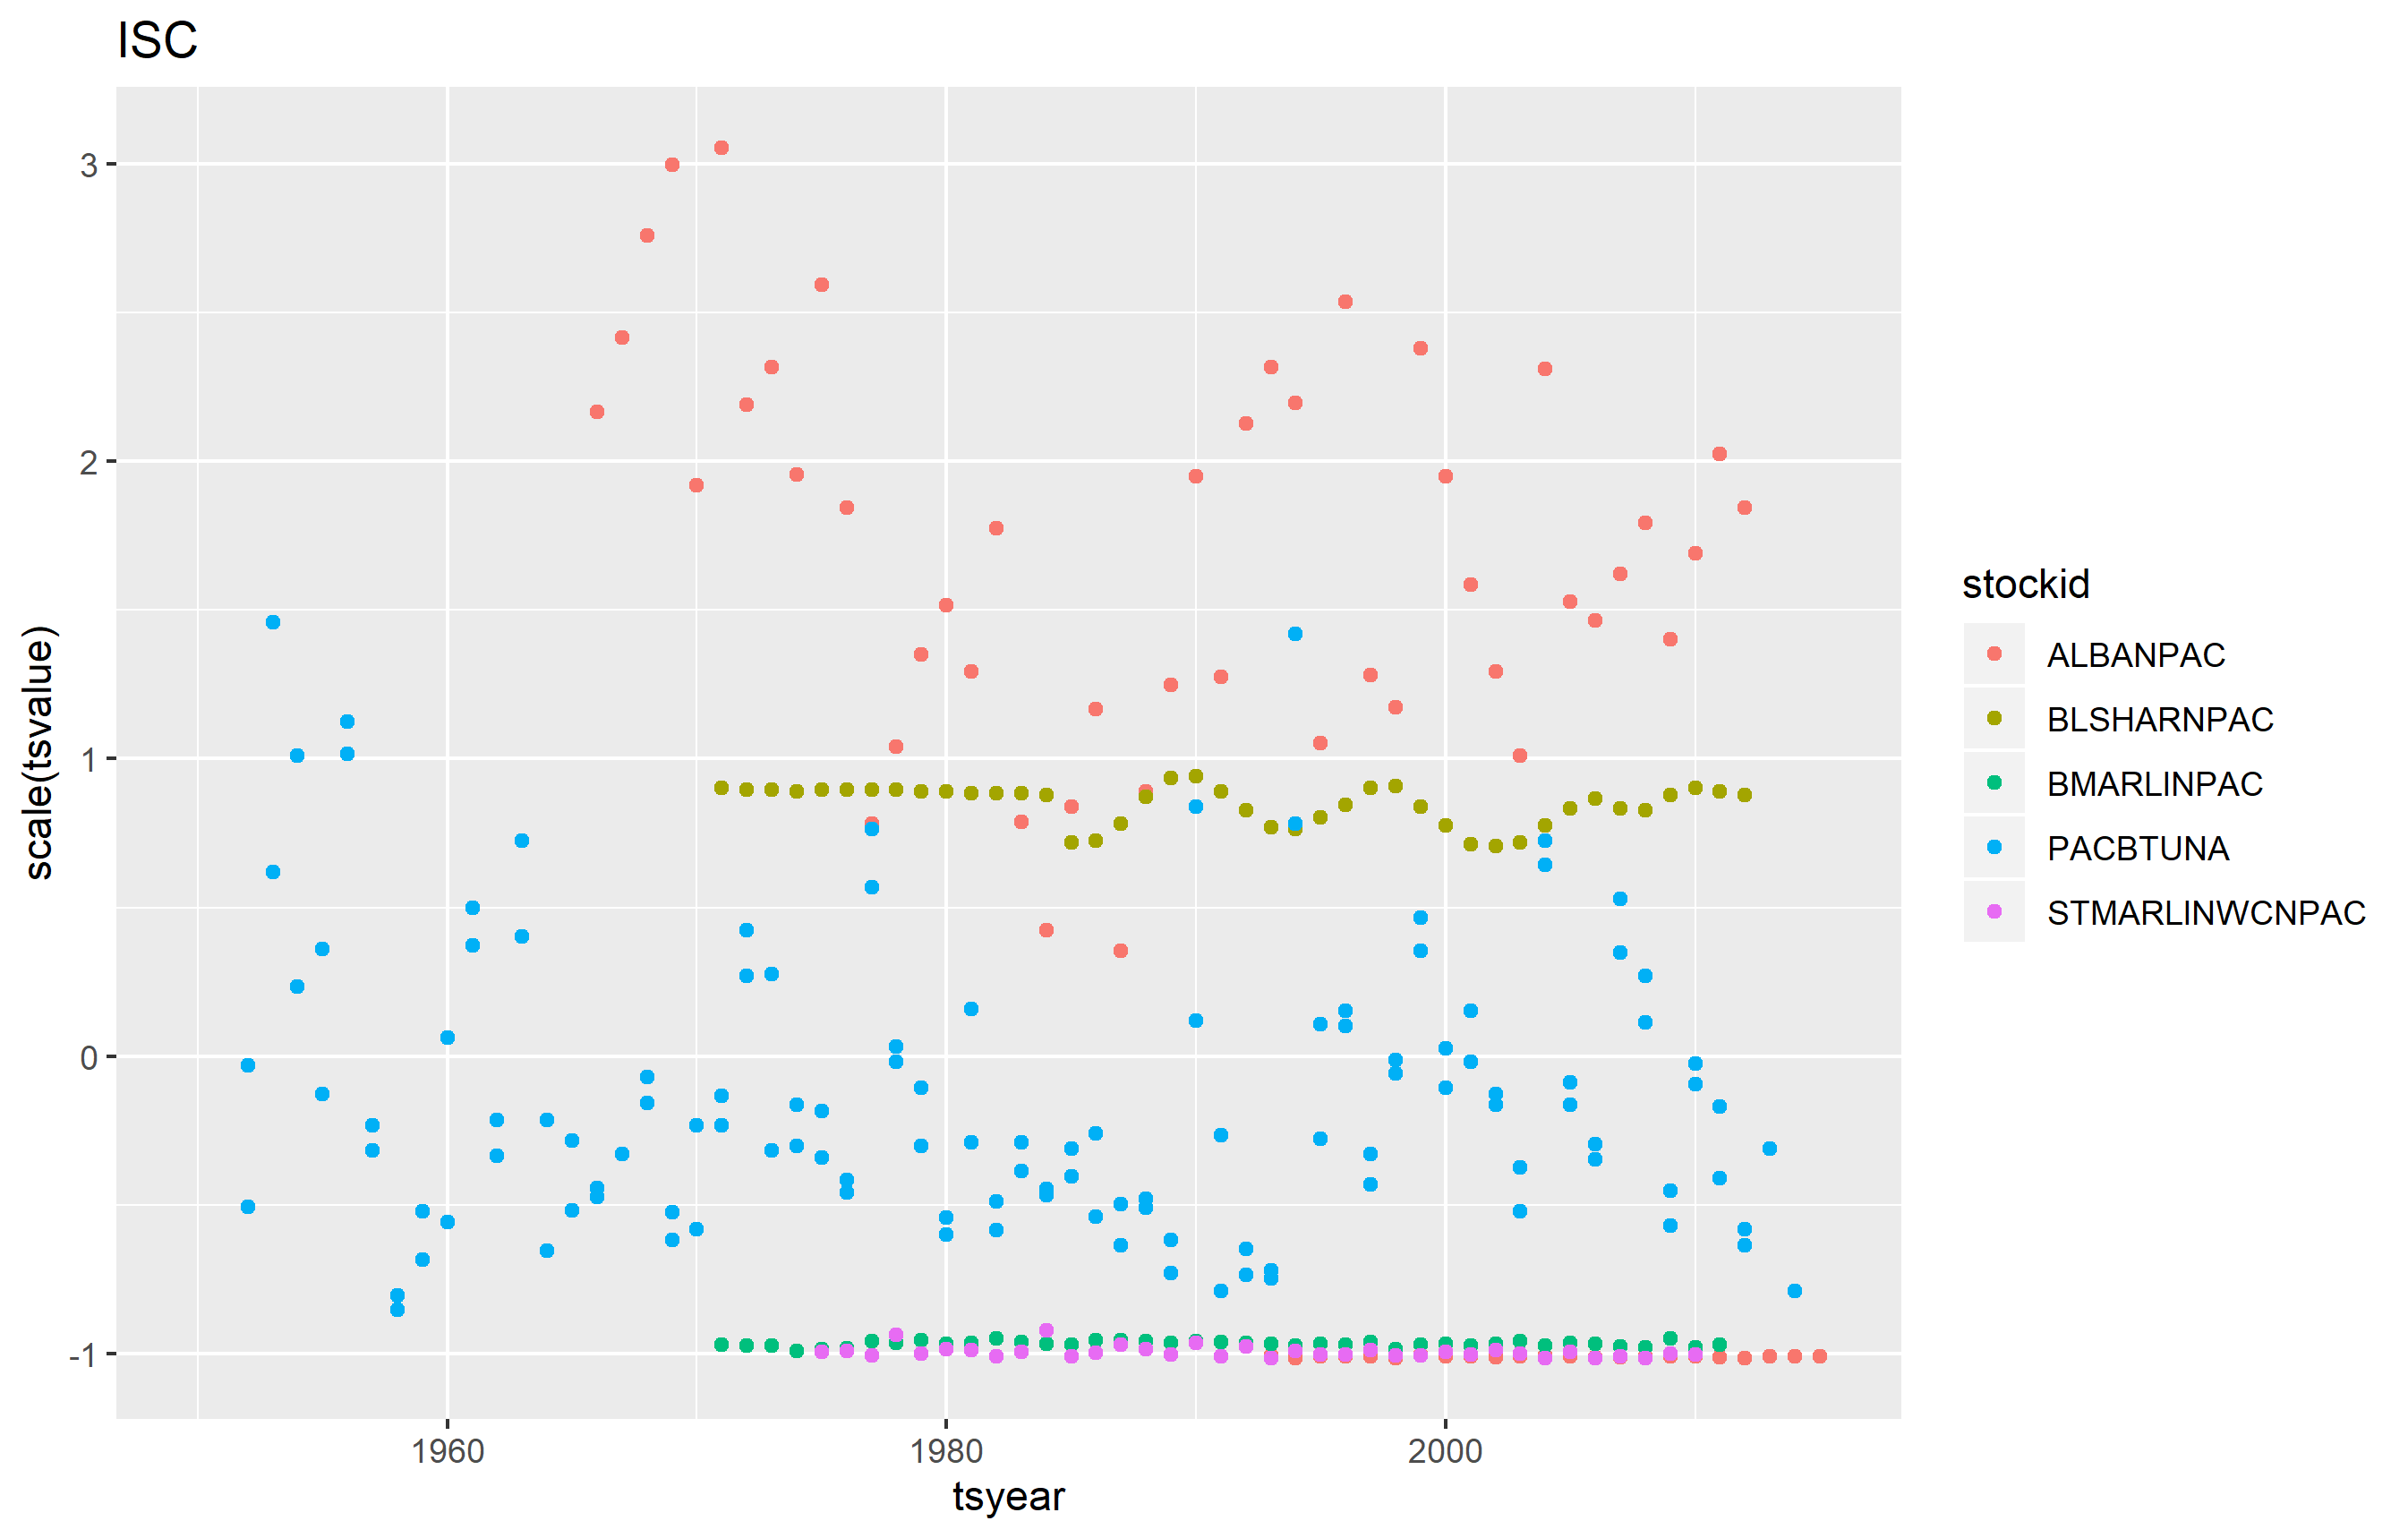 ISC
3
2
1
0
-1
scale(tsvalue)
1960
1980
2000
tsyear
stockid
ALBANPAC
BLSHARNPAC
BMARLINPAC
PACBTUNA
STMARLINWCNPAC